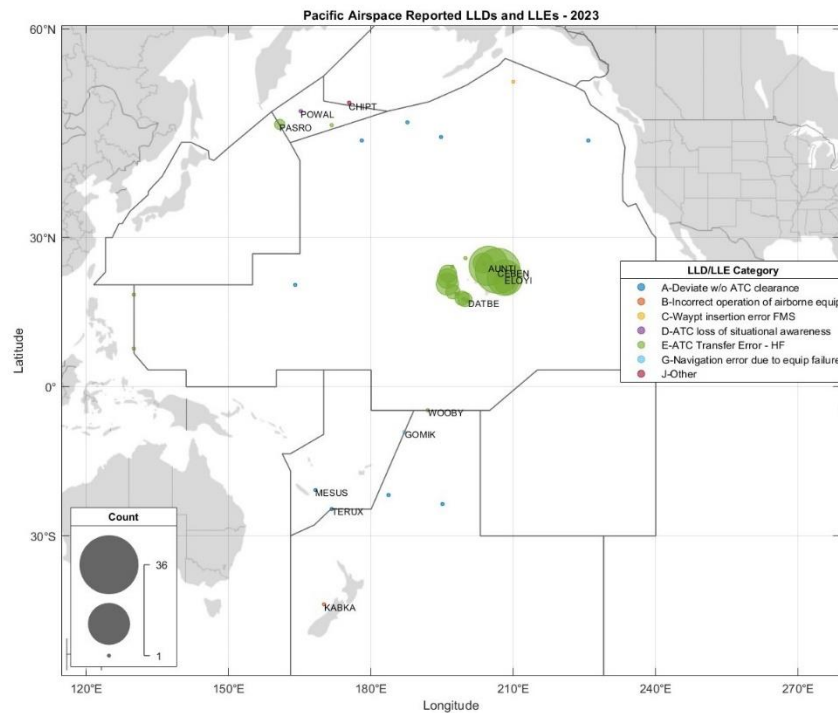 Pacific Airspace Reported LLDs and LLEs - 2023
60°N
CHIPT
POWAL
PASRO
30°N
AUNTI
CEBEN
ELOYI
DATBE
LLD/LLE Category
A-Deviate w/o ATC clearance
B-Incorrect operation of airborne equip
C-Waypt insertion error FMS
D-ATC loss of situational awareness
E-ATC Transfer Error - HF
G-Navigation error due to equip failure
J-Other
Latitude
0°
WOOBY
GOMIK
MESUS
TERUX
30°S
Count
36
1
KABKA
120°E
150°E
180°E
210°E
240°E
270°E
Longitude